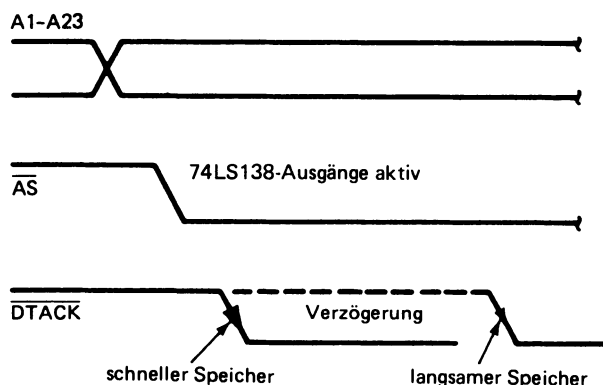 A1-A23
74LS138-Ausgänge aktiv
AS
DTACK
Verzögerung
schneller Speicher
langsamer Speicher